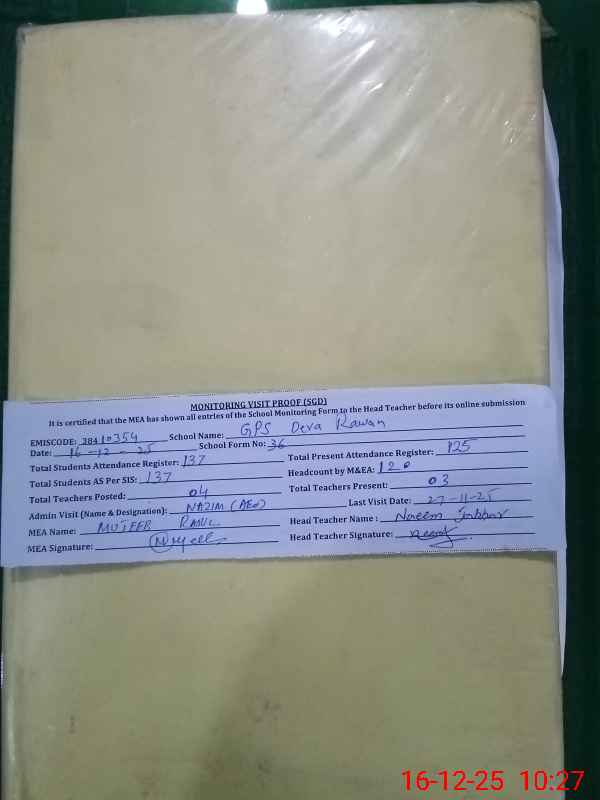 MONITORING VISIT PROOF (SGD)
It is certified that the MEA has shown all entries of the School Monitoring Form to the Head Teacher before its online submission
EMISCODE: 38410354 School Name: GPS Deva Rawan
Date: 16-12-25 School Form No: 36
Total Students Attendance Register: 137 Total Present Attendance Register: 125
Total Students AS Per SIS: 137 Headcount by M&EA: 120
Total Teachers Posted: 04 Total Teachers Present: 03
Admin Visit (Name & Designation): NAZIM (AEO) Last Visit Date: 27-11-25
MEA Name: MUJEEB Head Teacher Name : Naeem Jabbar
MEA Signature: Head Teacher Signature:
16-12-25 10:27